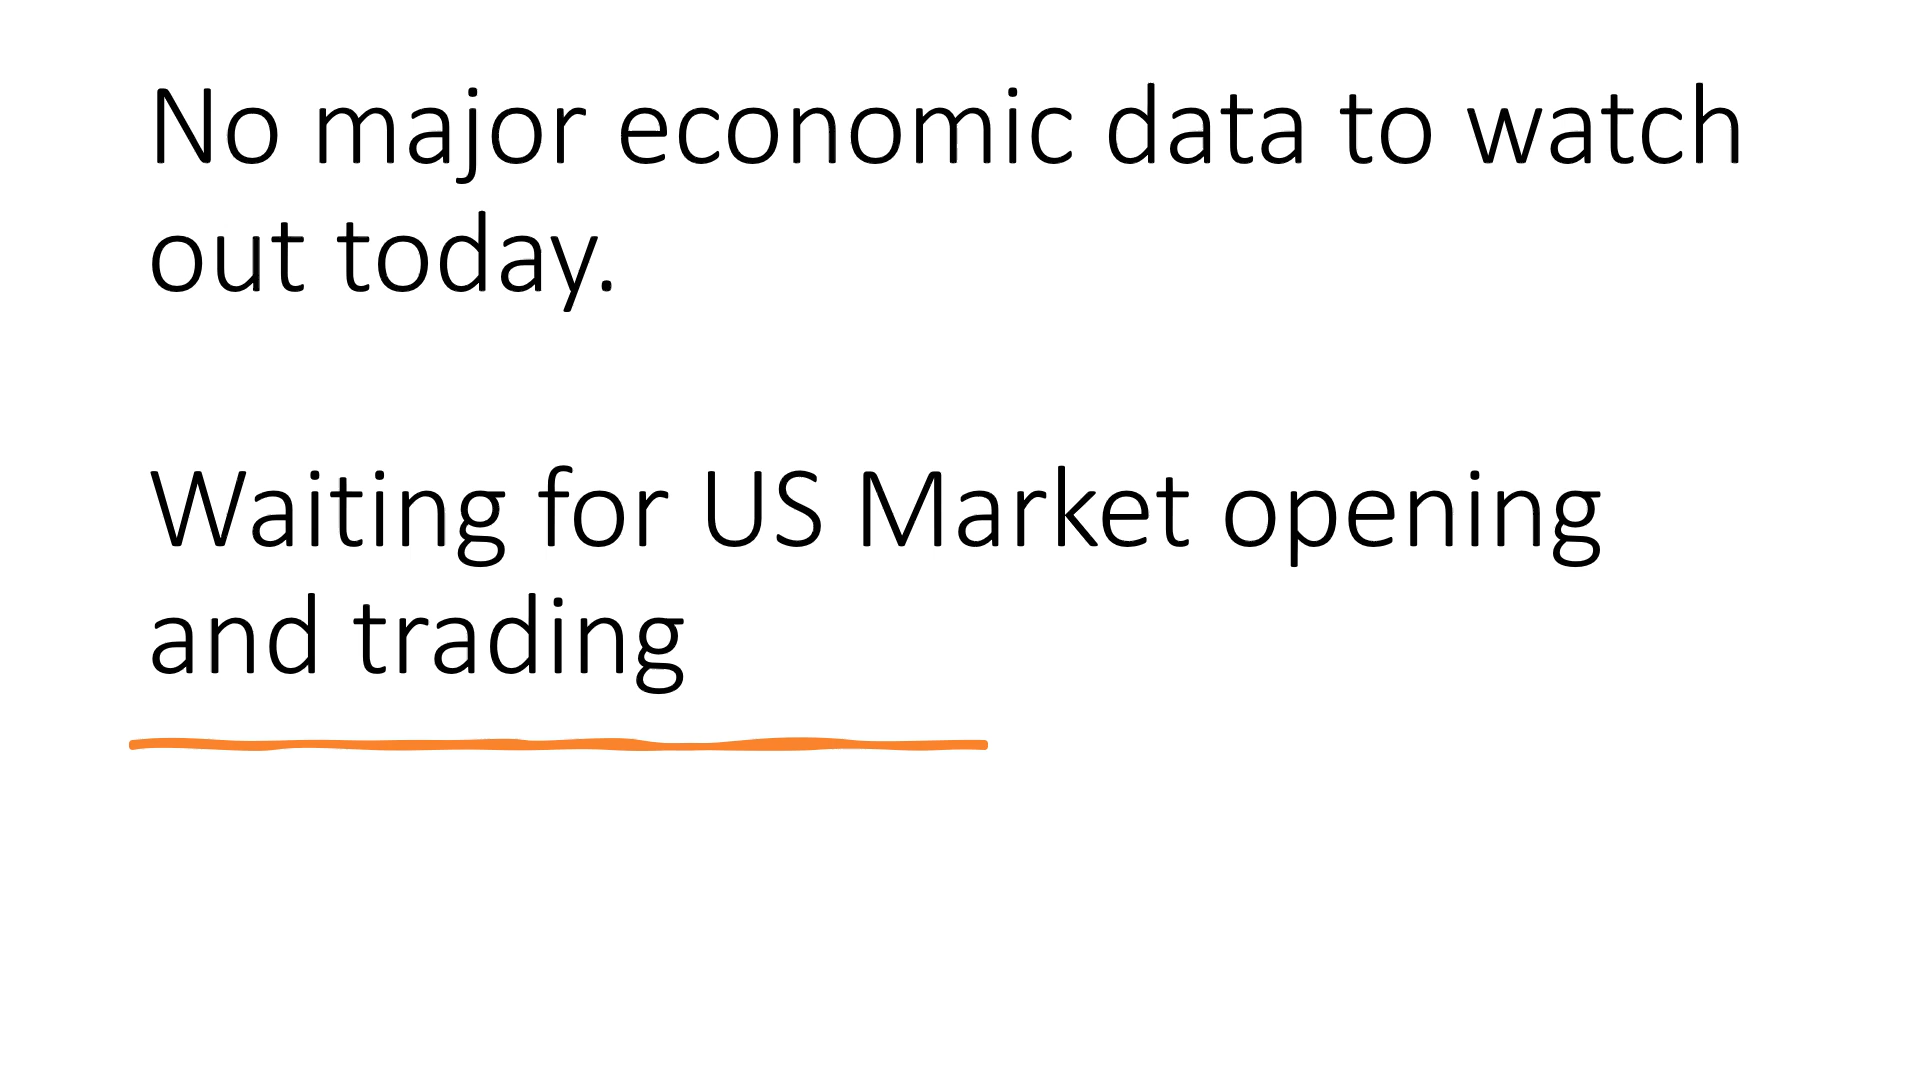 No major economic data to watch
out today.
Waiting for US Market opening
and trading